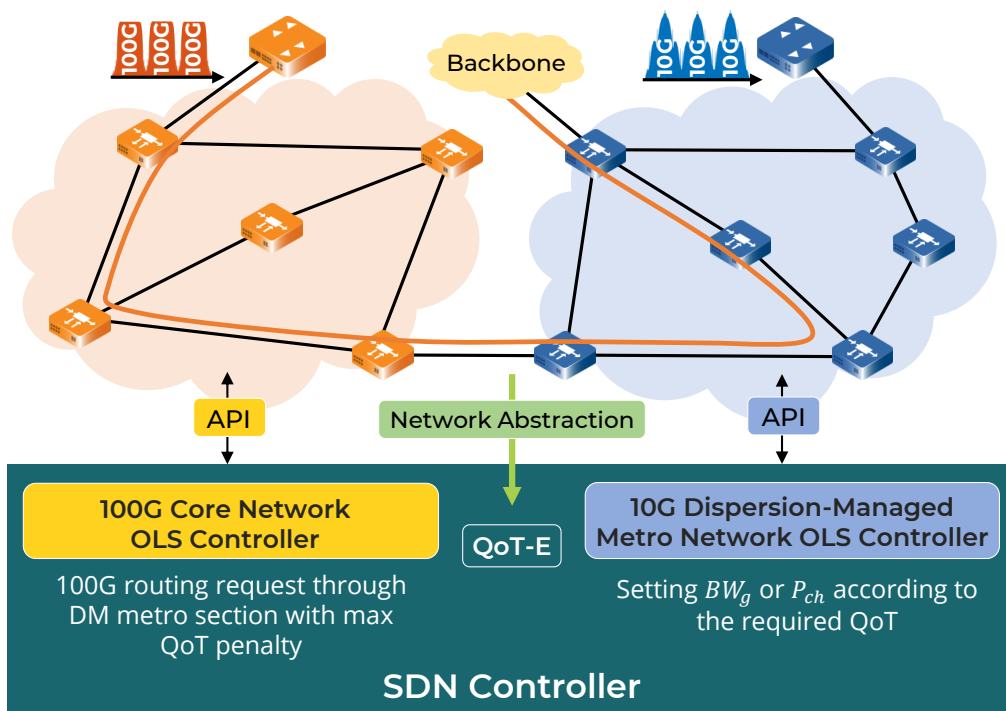 100G 100G 100G
Backbone
10G 10G 10G
API
Network Abstraction
API
100G Core Network
OLS Controller
QoT-E
10G Dispersion-Managed
Metro Network OLS Controller
100G routing request through
DM metro section with max
QoT penalty
Setting BW_g or P_ch according to
the required QoT
SDN Controller